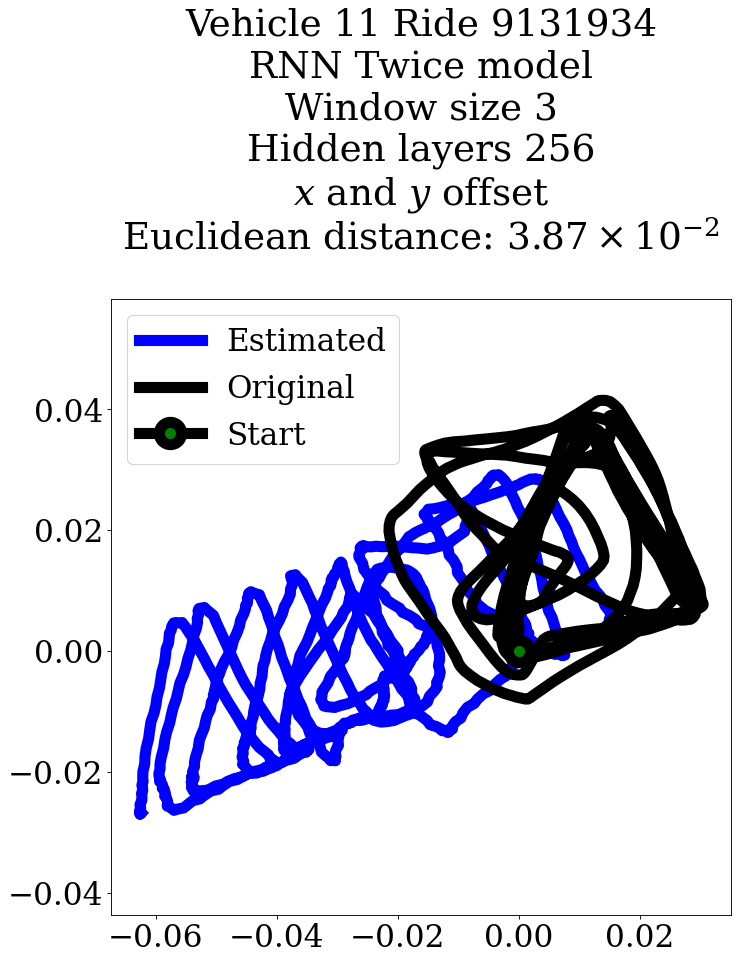 Vehicle 11 Ride 9131934
RNN Twice model
Window size 3
Hidden layers 256
x and y offset
Euclidean distance: 3.87 × 10⁻²
Estimated
Original
Start
0.04
0.02
0.00
−0.02
−0.04
−0.06 −0.04 −0.02 0.00 0.02